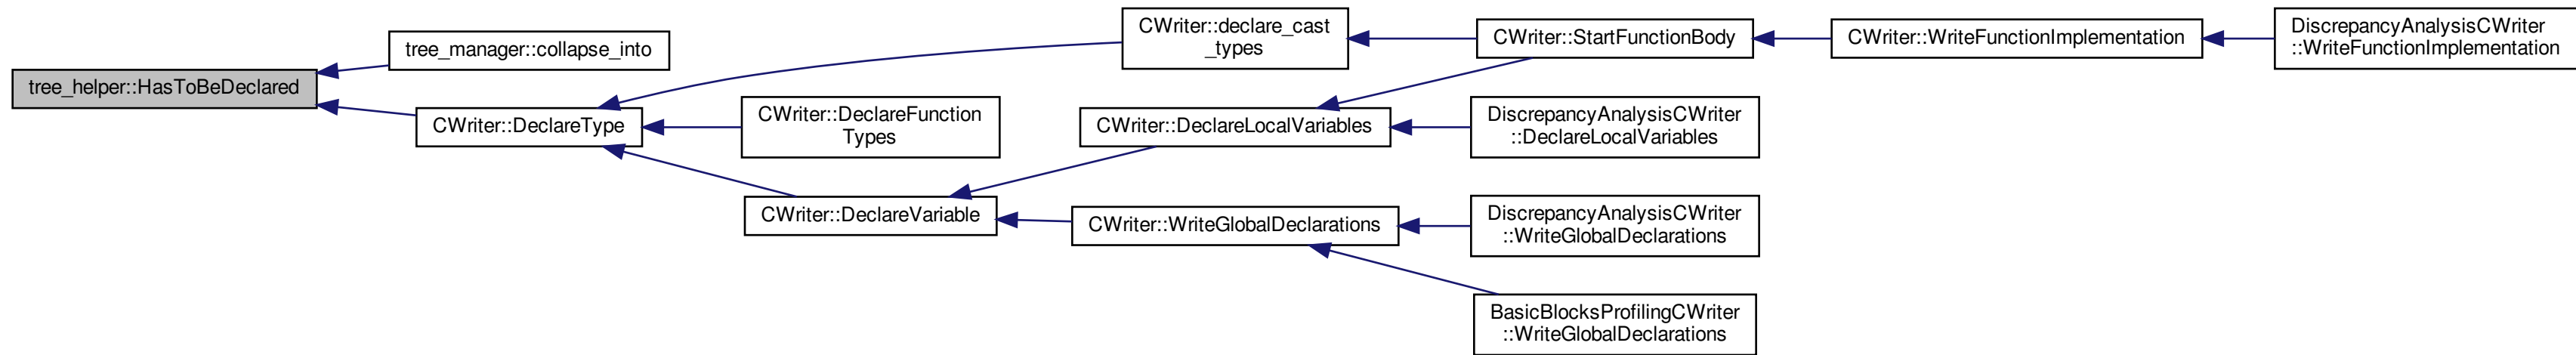 tree_helper::HasToBeDeclared
tree_manager::collapse_into
CWriter::DeclareType
CWriter::declare_cast
_types
CWriter::StartFunctionBody
CWriter::WriteFunctionImplementation
DiscrepancyAnalysisCWriter
::WriteFunctionImplementation
CWriter::DeclareFunction
Types
CWriter::DeclareVariable
CWriter::DeclareLocalVariables
DiscrepancyAnalysisCWriter
::DeclareLocalVariables
CWriter::WriteGlobalDeclarations
DiscrepancyAnalysisCWriter
::WriteGlobalDeclarations
BasicBlocksProfilingCWriter
::WriteGlobalDeclarations